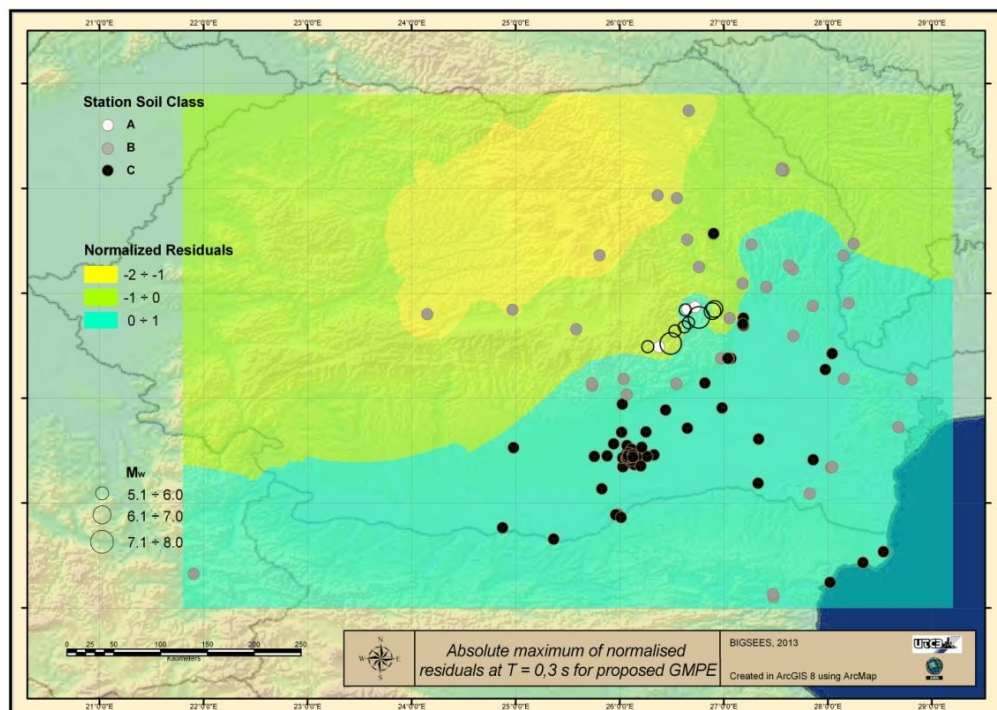 21°0'0"E 22°0'0"E 23°0'0"E 24°0'0"E 25°0'0"E 26°0'0"E 27°0'0"E 28°0'0"E 29°0'0"E
Station Soil Class
A
B
C
Normalized Residuals
-2 ÷ -1
-1 ÷ 0
0 ÷ 1
Mw
5.1 ÷ 6.0
6.1 ÷ 7.0
7.1 ÷ 8.0
0 25 50 100 150 200 250
Kilometers
N
W E
S
Absolute maximum of normalised
residuals at T = 0,3 s for proposed GMPE
BIGSEES, 2013
Created in ArcGIS 8 using ArcMap
21°0'0"E 22°0'0"E 23°0'0"E 24°0'0"E 25°0'0"E 26°0'0"E 27°0'0"E 28°0'0"E 29°0'0"E